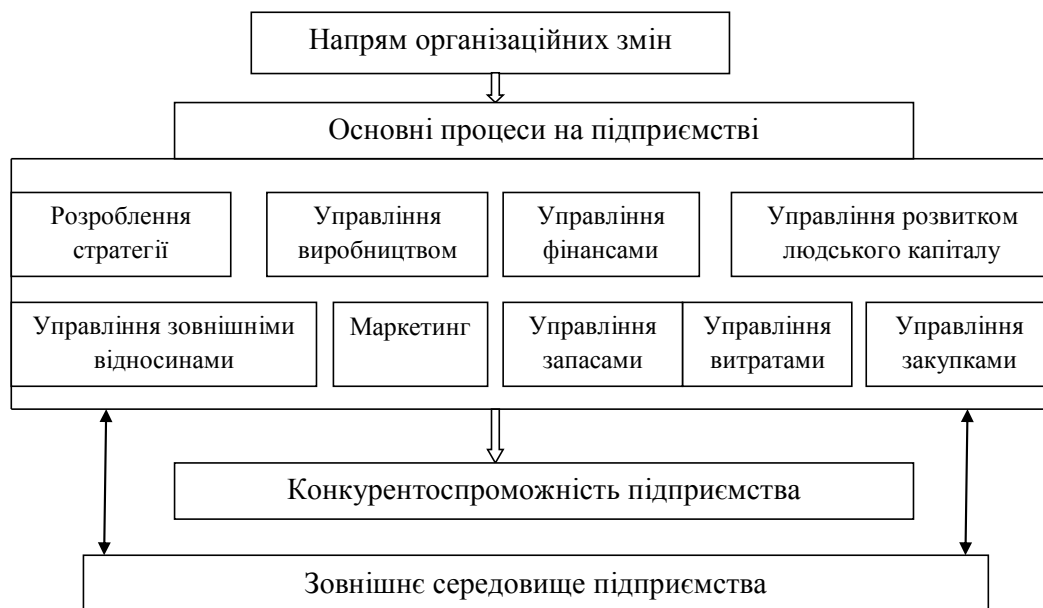 Напрям організаційних змін
Основні процеси на підприємстві
Розроблення
стратегії
Управління
виробництвом
Управління
фінансами
Управління розвитком
людського капіталу
Управління зовнішніми
відносинами
Маркетинг
Управління
запасами
Управління
витратами
Управління
закупками
Конкурентоспроможність підприємства
Зовнішнє середовище підприємства